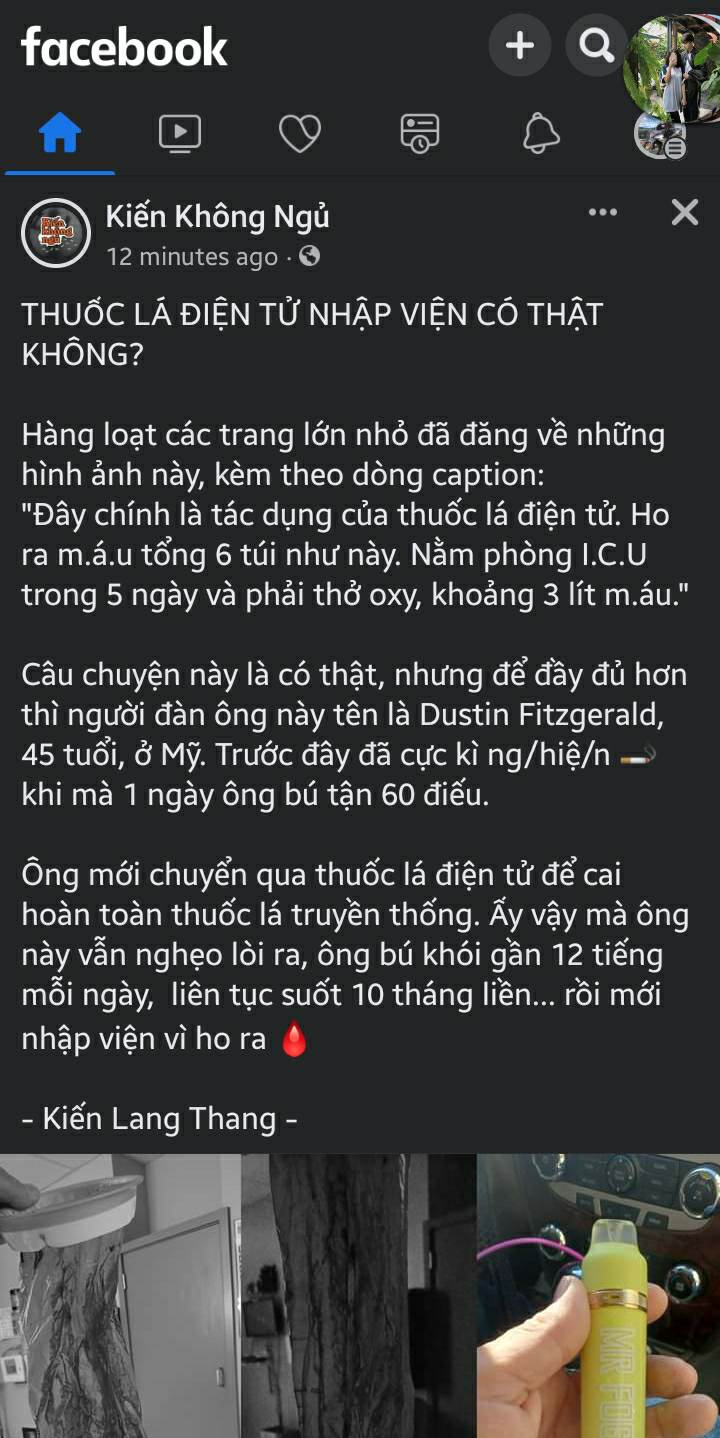 facebook
Kiến Không Ngủ
12 minutes ago ·
THUỐC LÁ ĐIỆN TỬ NHẬP VIỆN CÓ THẬT
KHÔNG?
Hàng loạt các trang lớn nhỏ đã đăng về những
hình ảnh này, kèm theo dòng caption:
"Đây chính là tác dụng của thuốc lá điện tử. Ho
ra m.á.u tổng 6 túi như này. Nằm phòng I.C.U
trong 5 ngày và phải thở oxy, khoảng 3 lít m.áu."
Câu chuyện này là có thật, nhưng để đầy đủ hơn
thì người đàn ông này tên là Dustin Fitzgerald,
45 tuổi, ở Mỹ. Trước đây đã cực kì ng/hiệ/n 🚬
khi mà 1 ngày ông bú tận 60 điếu.
Ông mới chuyển qua thuốc lá điện tử để cai
hoàn toàn thuốc lá truyền thống. Ấy vậy mà ông
này vẫn nghẹo lòi ra, ông bú khói gần 12 tiếng
mỗi ngày,  liên tục suốt 10 tháng liền... rồi mới
nhập viện vì ho ra 🩸
- Kiến Lang Thang -
MR FOG